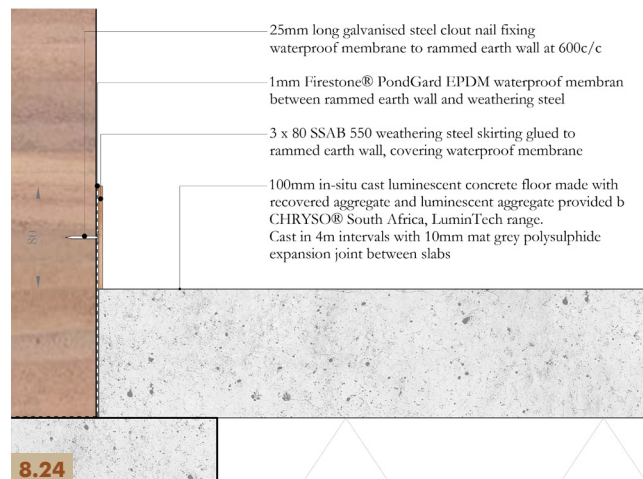 25mm long galvanised steel clout nail fixing
waterproof membrane to rammed earth wall at 600c/c
1mm Firestone® PondGard EPDM waterproof membran
between rammed earth wall and weathering steel
3 x 80 SSAB 550 weathering steel skirting glued to
rammed earth wall, covering waterproof membrane
100mm in-situ cast luminescent concrete floor made with
recovered aggregate and luminescent aggregate provided b
CHRYSO® South Africa, LuminTech range.
Cast in 4m intervals with 10mm mat grey polysulphide
expansion joint between slabs
80
8.24